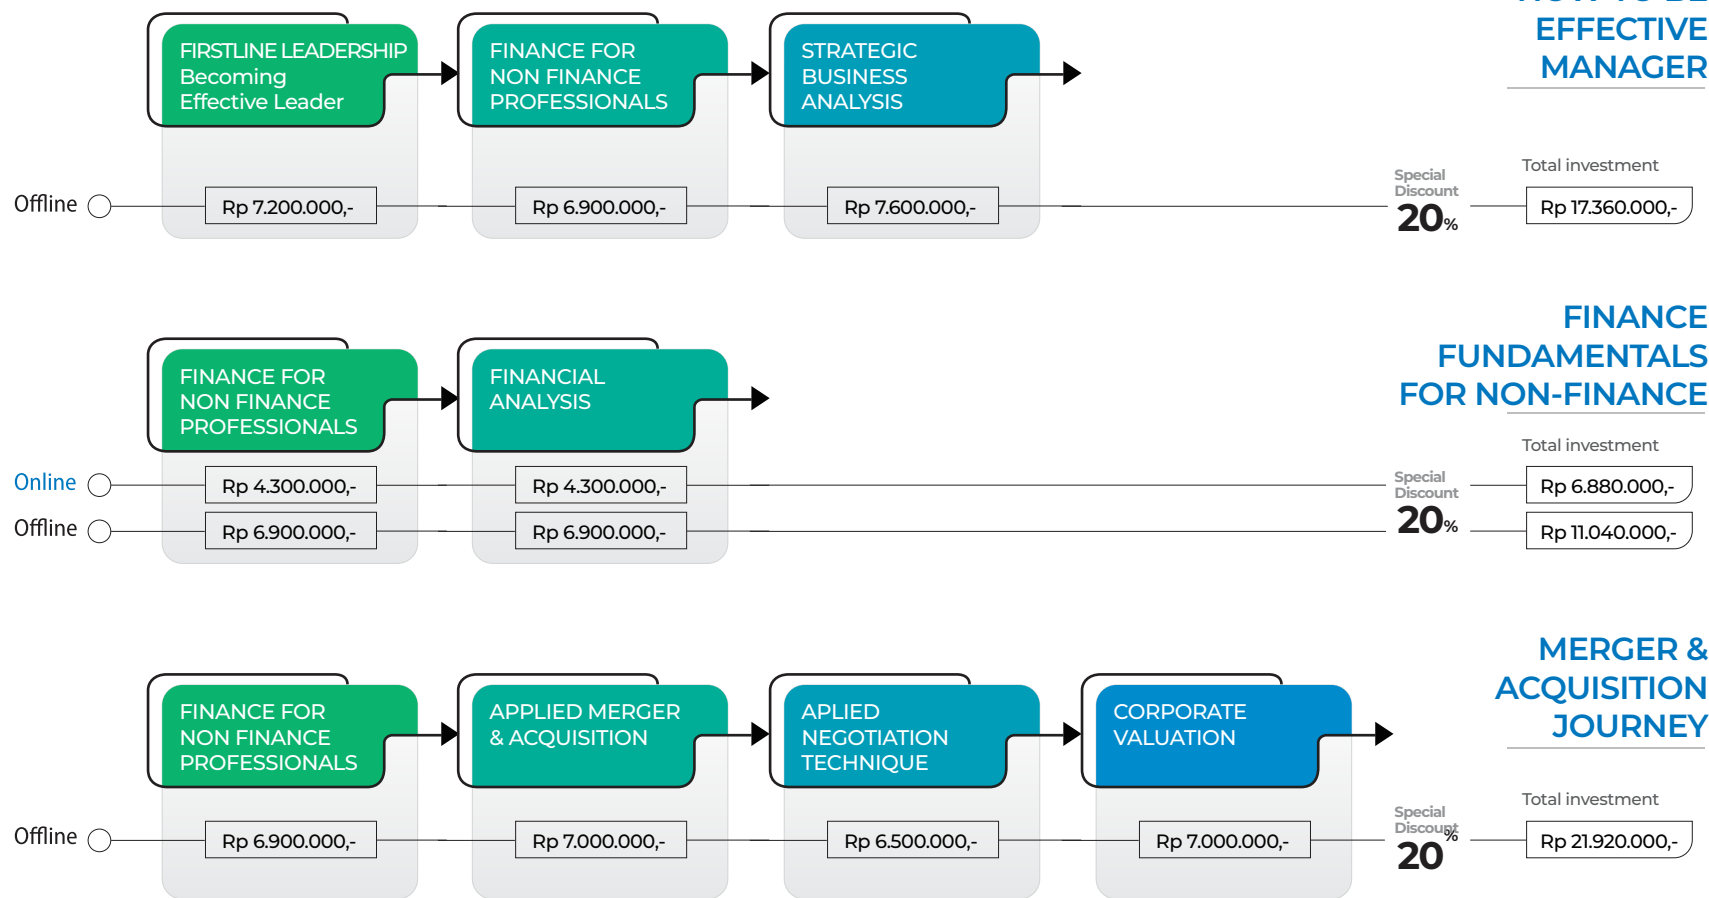 HOW TO BE
EFFECTIVE
MANAGER
FIRSTLINE LEADERSHIP
Becoming
Effective Leader
FINANCE FOR
NON FINANCE
PROFESSIONALS
STRATEGIC
BUSINESS
ANALYSIS
Total investment
Special
Discount
20%
Offline
Rp 7.200.000,-
Rp 6.900.000,-
Rp 7.600.000,-
Rp 17.360.000,-
FINANCE
FUNDAMENTALS
FOR NON-FINANCE
FINANCE FOR
NON FINANCE
PROFESSIONALS
FINANCIAL
ANALYSIS
Total investment
Online
Rp 4.300.000,-
Rp 4.300.000,-
Special
Discount
20%
Rp 6.880.000,-
Offline
Rp 6.900.000,-
Rp 6.900.000,-
Rp 11.040.000,-
MERGER &
ACQUISITION
JOURNEY
FINANCE FOR
NON FINANCE
PROFESSIONALS
APPLIED MERGER
& ACQUISITION
APLIED
NEGOTIATION
TECHNIQUE
CORPORATE
VALUATION
Total investment
Special
Discount
20%
Offline
Rp 6.900.000,-
Rp 7.000.000,-
Rp 6.500.000,-
Rp 7.000.000,-
Rp 21.920.000,-